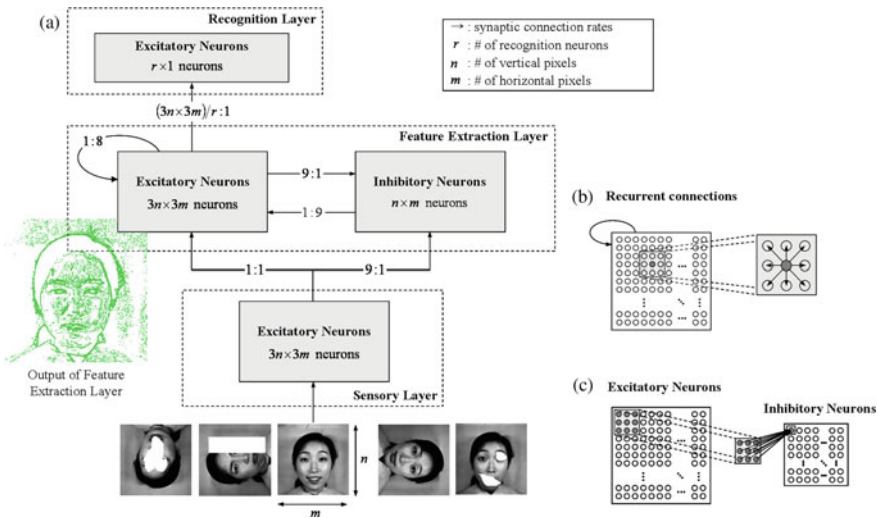 (a)
Recognition Layer
Excitatory Neurons
r × 1 neurons
(3n×3m)/r : 1
→ : synaptic connection rates
r : # of recognition neurons
n : # of vertical pixels
m : # of horizontal pixels
Feature Extraction Layer
1:8
Excitatory Neurons
3n×3m neurons
9:1
1:9
Inhibitory Neurons
n×m neurons
1:1
9:1
Excitatory Neurons
3n×3m neurons
Sensory Layer
Output of Feature
Extraction Layer
n
m
(b)
Recurrent connections
(c)
Excitatory Neurons
Inhibitory Neurons